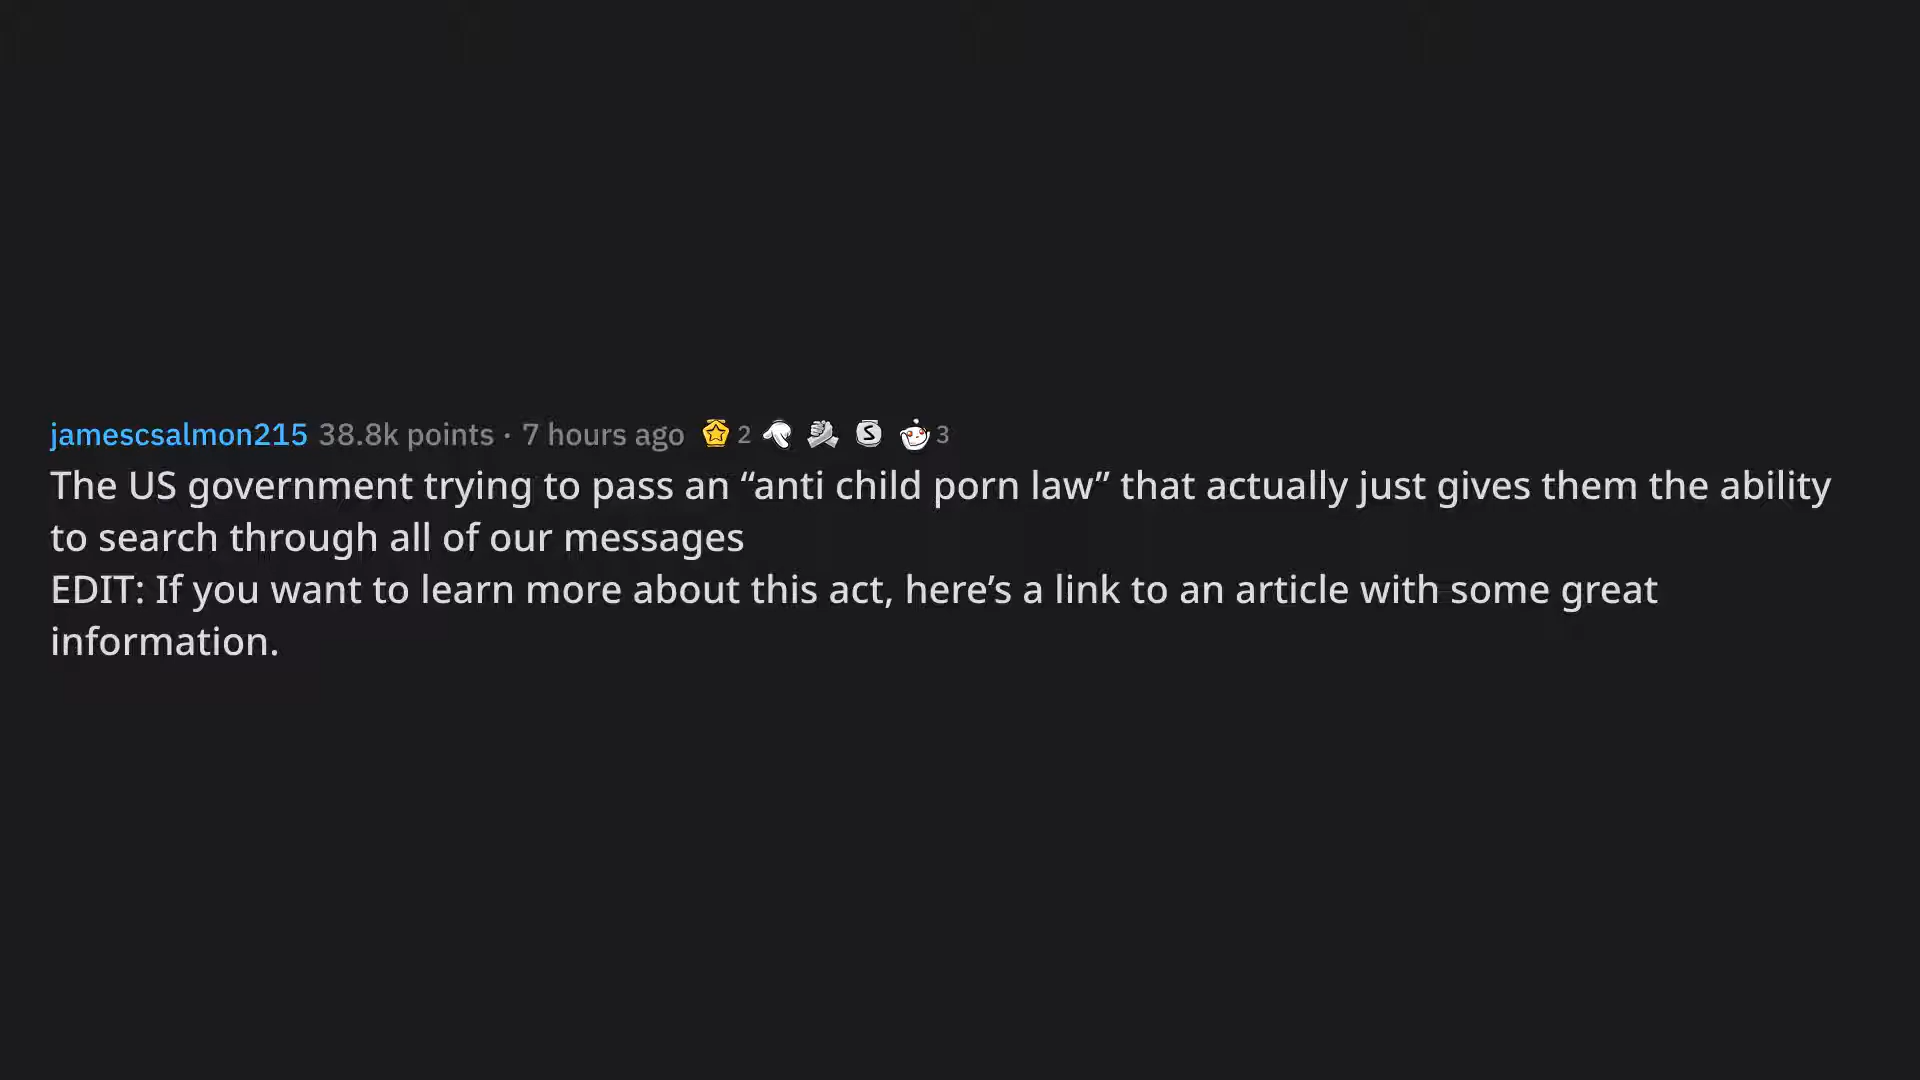 jamescsalmon215 38.8k points · 7 hours ago 2 S 3
The US government trying to pass an “anti child porn law” that actually just gives them the ability
to search through all of our messages
EDIT: If you want to learn more about this act, here’s a link to an article with some great
information.